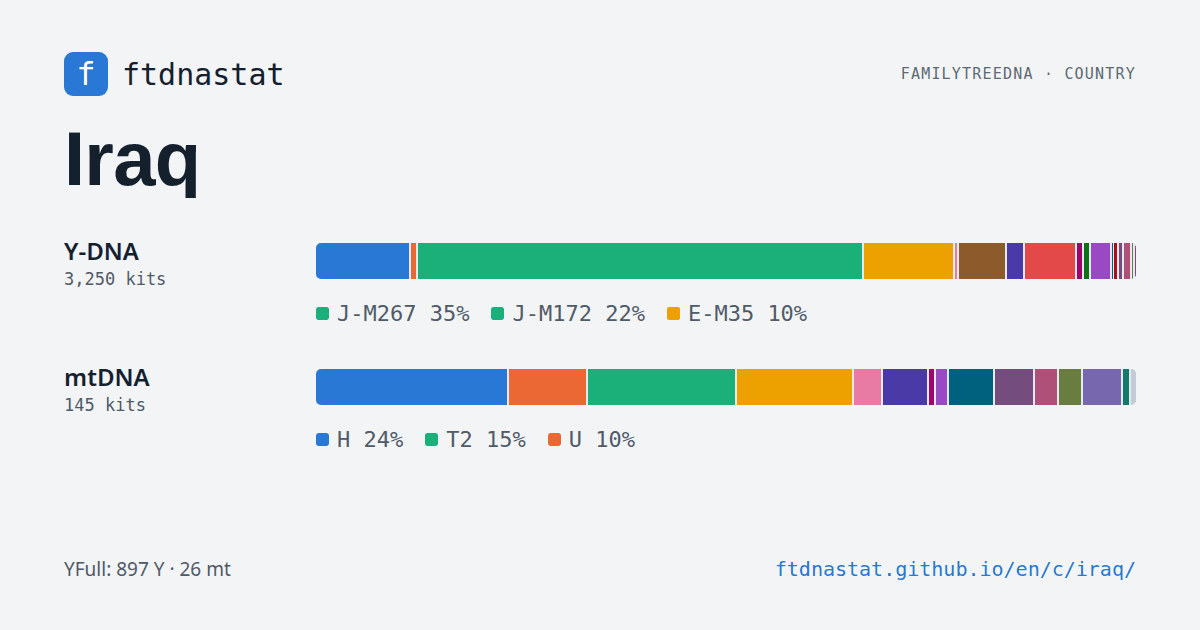 f ftdnastat
FAMILYTREEDNA · COUNTRY
Iraq
Y-DNA
3,250 kits
J-M267 35% J-M172 22% E-M35 10%
mtDNA
145 kits
H 24% T2 15% U 10%
YFull: 897 Y · 26 mt
ftdnastat.github.io/en/c/iraq/